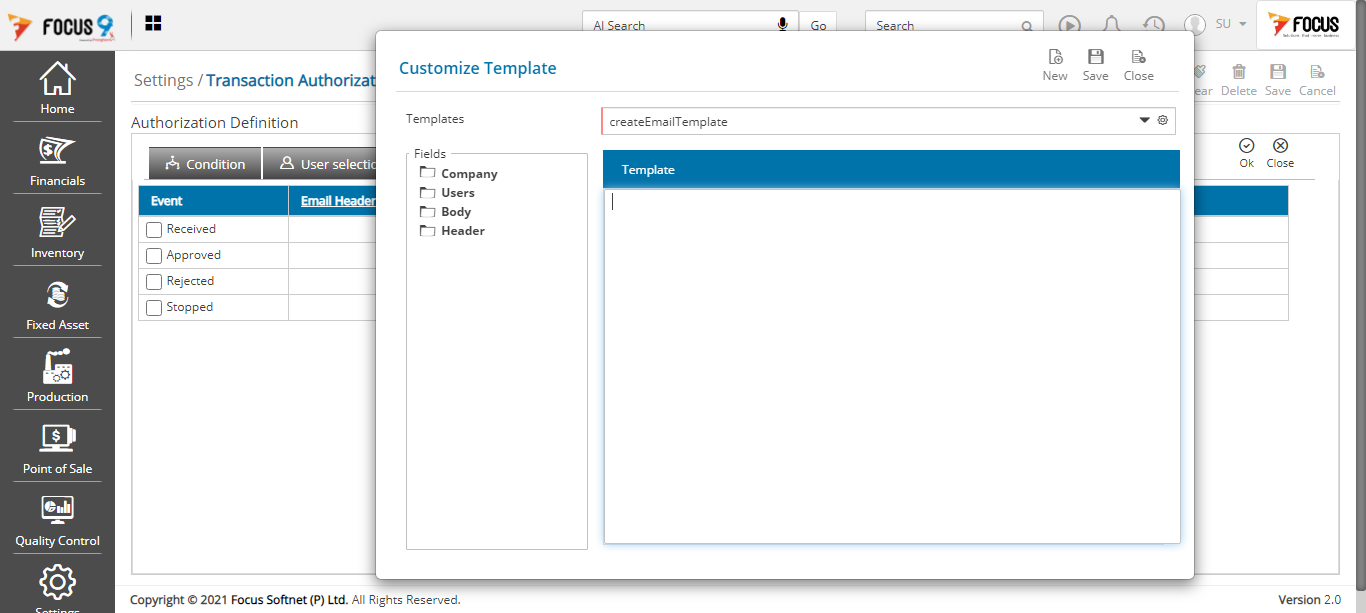 FOCUS 9
AI Search
Go
Search
SU
FOCUS
Home
Financials
Inventory
Fixed Asset
Production
Point of Sale
Quality Control
Settings
Settings / Transaction Authorizat
ear
Delete
Save
Cancel
Authorization Definition
Condition
User selectio
Ok
Close
Event
Email Header
Received
Approved
Rejected
Stopped
Customize Template
New
Save
Close
Templates
createEmailTemplate
Fields
Company
Users
Body
Header
Template
Copyright © 2021 Focus Softnet (P) Ltd. All Rights Reserved.
Version 2.0